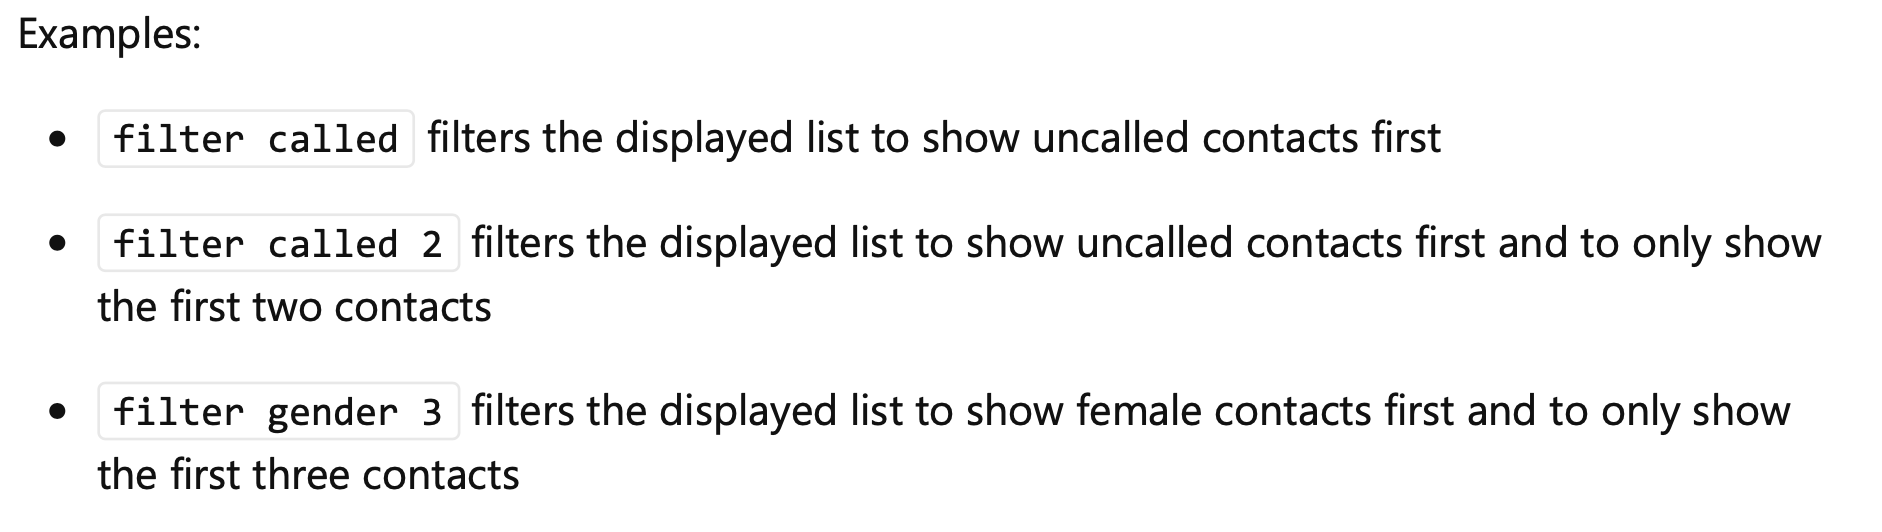 Examples:
• filter called filters the displayed list to show uncalled contacts first
• filter called 2 filters the displayed list to show uncalled contacts first and to only show
the first two contacts
• filter gender 3 filters the displayed list to show female contacts first and to only show
the first three contacts